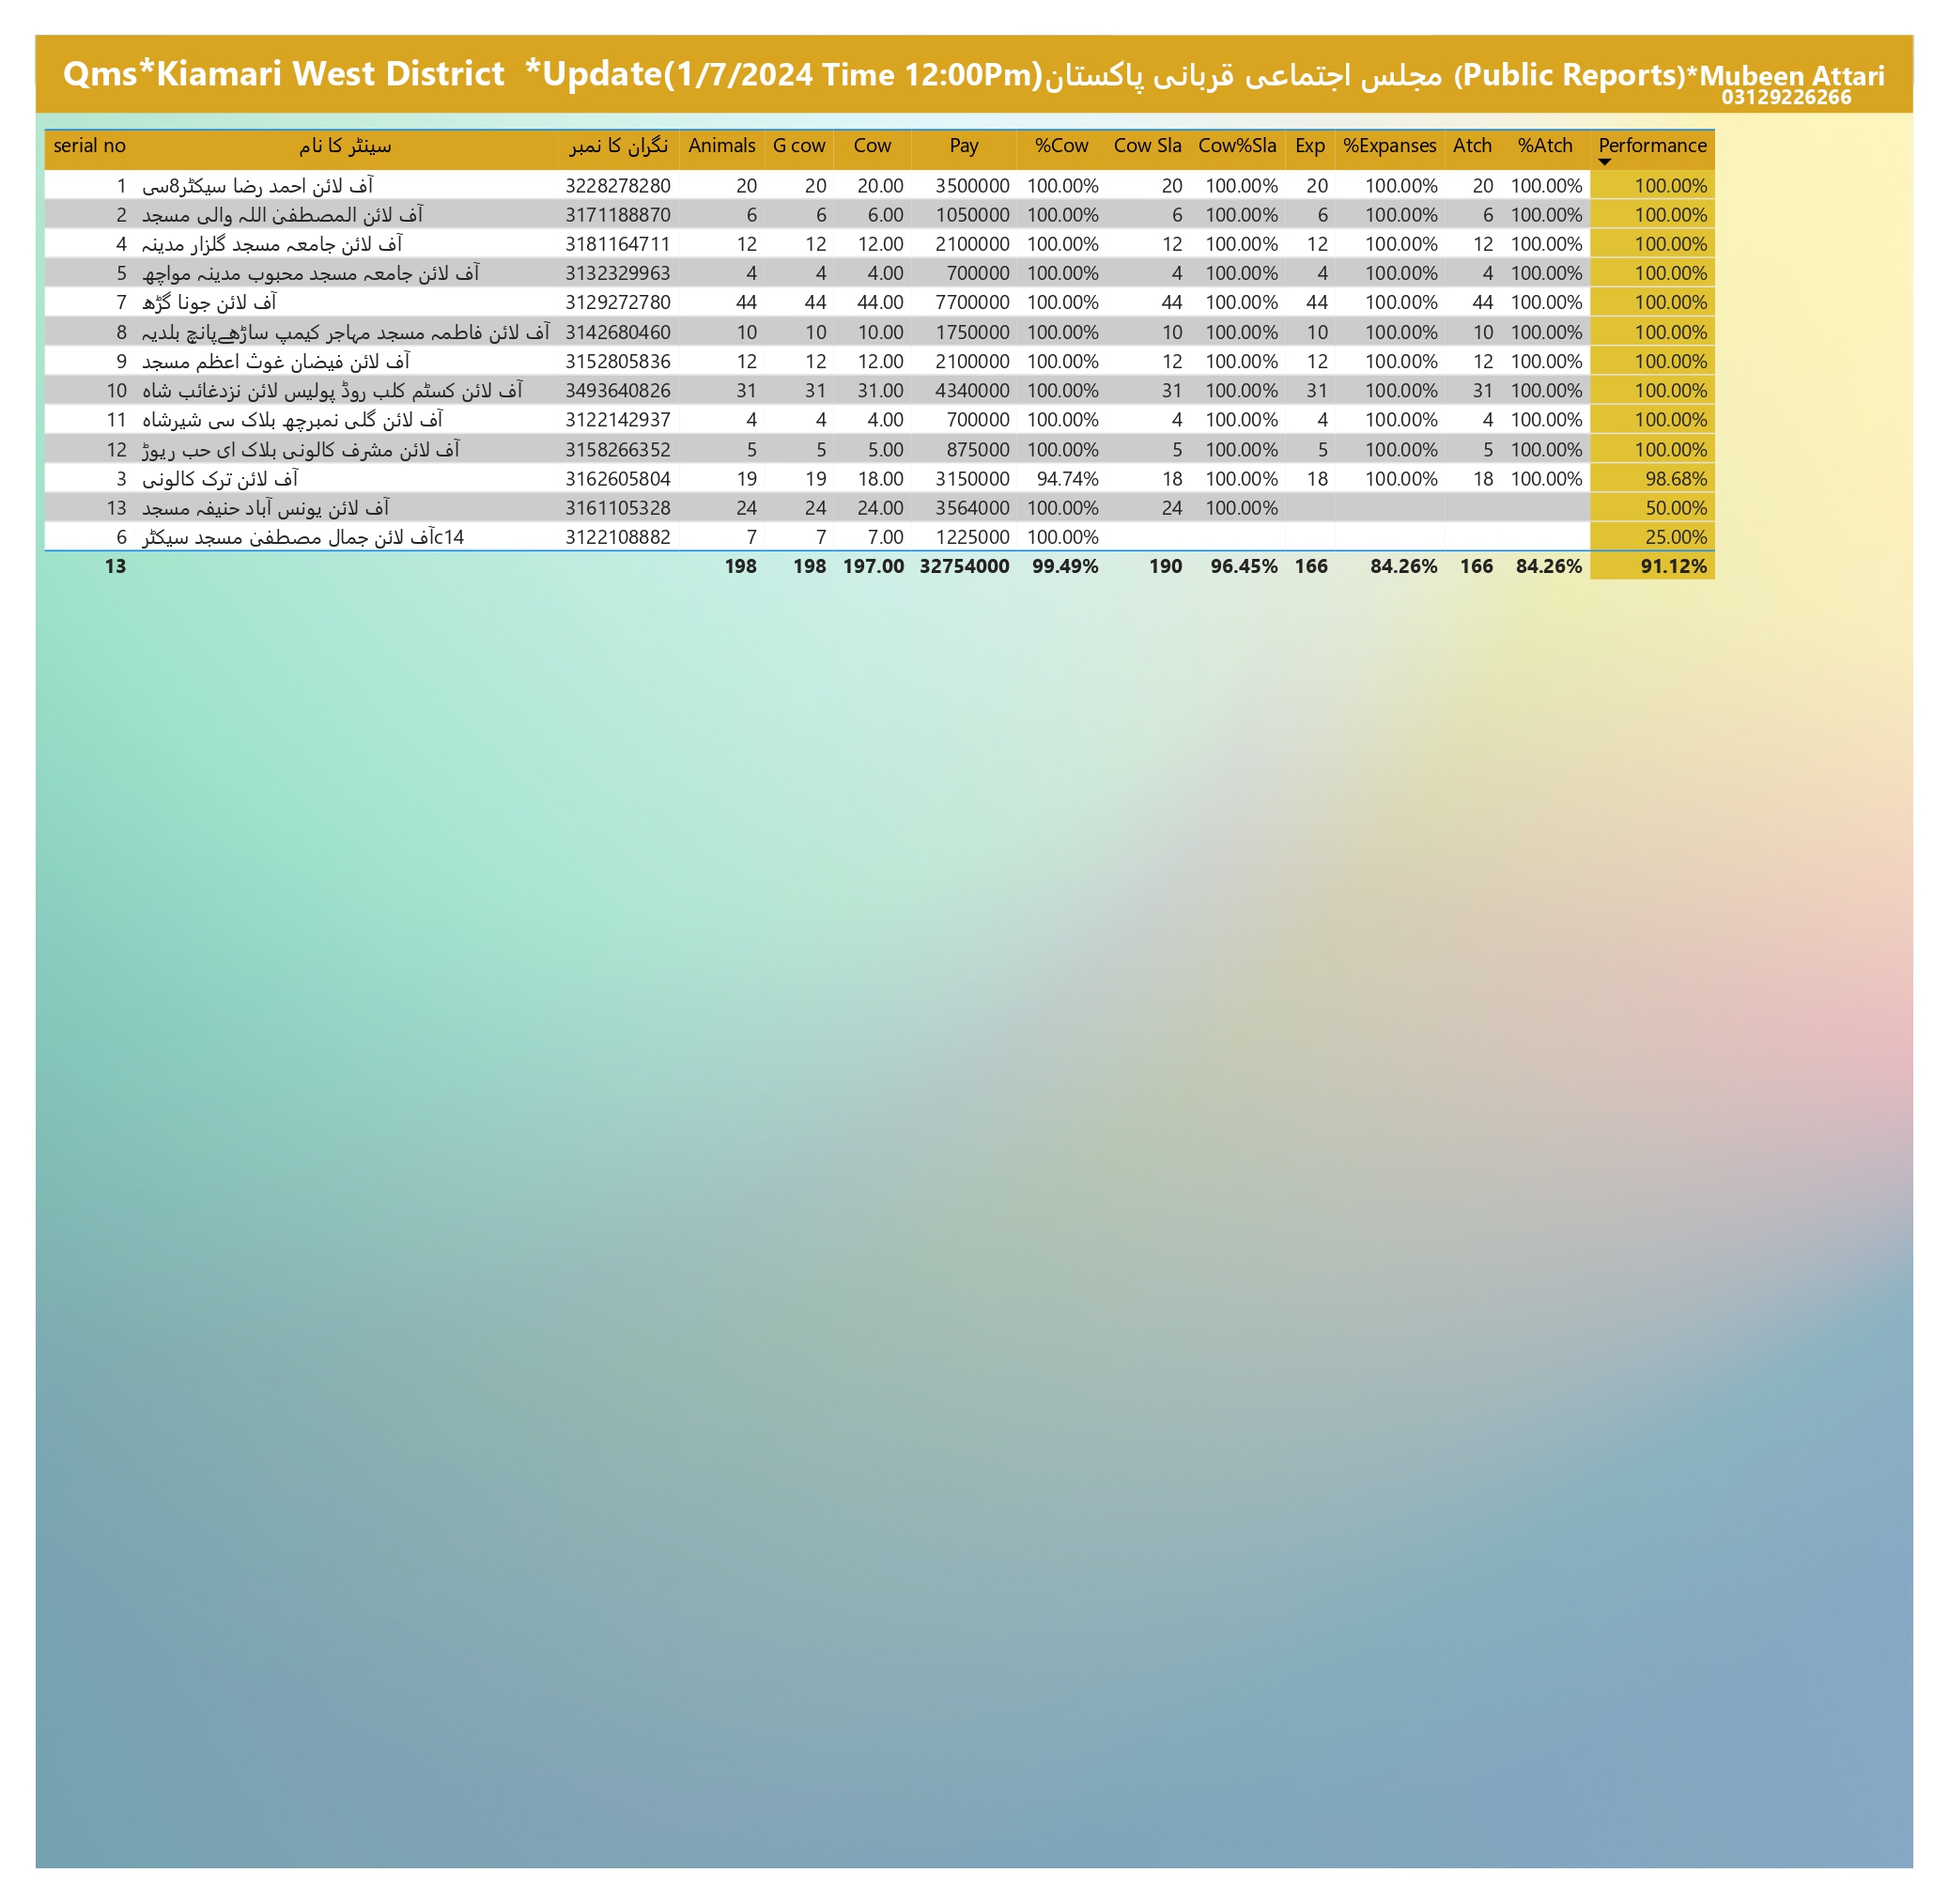 Qms*Kiamari West District *Update(1/7/2024 Time 12:00Pm)مجلس اجتماعی قربانی پاکستان (Public Reports)*Mubeen Attari
03129226266
serial no سینٹر کا نام نگران کا نمبر Animals G cow Cow Pay %Cow Cow Sla Cow%Sla Exp %Expanses Atch %Atch Performance
1 آف لائن احمد رضا سیکٹر8سی 3228278280 20 20 20.00 3500000 100.00% 20 100.00% 20 100.00% 20 100.00% 100.00%
2 آف لائن المصطفیٰ اللہ والی مسجد 3171188870 6 6 6.00 1050000 100.00% 6 100.00% 6 100.00% 6 100.00% 100.00%
4 آف لائن جامعہ مسجد گلزار مدینہ 3181164711 12 12 12.00 2100000 100.00% 12 100.00% 12 100.00% 12 100.00% 100.00%
5 آف لائن جامعہ مسجد محبوب مدینہ مواچھ 3132329963 4 4 4.00 700000 100.00% 4 100.00% 4 100.00% 4 100.00% 100.00%
7 آف لائن جونا گڑھ 3129272780 44 44 44.00 7700000 100.00% 44 100.00% 44 100.00% 44 100.00% 100.00%
8 آف لائن فاطمہ مسجد مہاجر کیمپ ساڑھےپانچ بلدیہ 3142680460 10 10 10.00 1750000 100.00% 10 100.00% 10 100.00% 10 100.00% 100.00%
9 آف لائن فیضان غوث اعظم مسجد 3152805836 12 12 12.00 2100000 100.00% 12 100.00% 12 100.00% 12 100.00% 100.00%
10 آف لائن کسٹم کلب روڈ پولیس لائن نزدغائب شاہ 3493640826 31 31 31.00 4340000 100.00% 31 100.00% 31 100.00% 31 100.00% 100.00%
11 آف لائن گلی نمبرچھ بلاک سی شیرشاہ 3122142937 4 4 4.00 700000 100.00% 4 100.00% 4 100.00% 4 100.00% 100.00%
12 آف لائن مشرف کالونی بلاک ای حب ریوڑ 3158266352 5 5 5.00 875000 100.00% 5 100.00% 5 100.00% 5 100.00% 100.00%
3 آف لائن ترک کالونی 3162605804 19 19 18.00 3150000 94.74% 18 100.00% 18 100.00% 18 100.00% 98.68%
13 آف لائن یونس آباد حنیفہ مسجد 3161105328 24 24 24.00 3564000 100.00% 24 100.00% 50.00%
6 آف لائن جمال مصطفیٰ مسجد سیکٹرc14 3122108882 7 7 7.00 1225000 100.00% 25.00%
13 198 198 197.00 32754000 99.49% 190 96.45% 166 84.26% 166 84.26% 91.12%